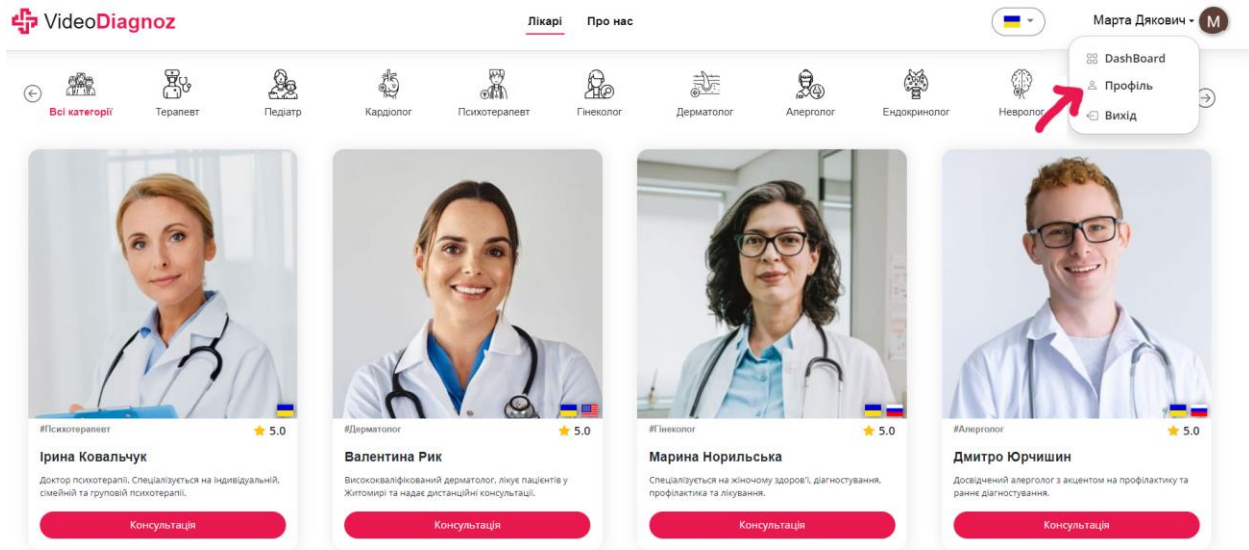 VideoDiagnoz
Лікарі Про нас
Марта Дякович
M
DashBoard
Профіль
Вихід
Всі категорії Терапевт Педіатр Кардіолог Психотерапевт Гінеколог Дерматолог Алерголог Ендокринолог Невролог
#Психотерапевт 5.0
Ірина Ковальчук
Доктор психотерапії. Спеціалізується на індивідуальній,
сімейній та груповій психотерапії.
Консультація
#Дерматолог 5.0
Валентина Рик
Висококваліфікований дерматолог, лікує пацієнтів у
Житомирі та надає дистанційні консультації.
Консультація
#Гінеколог 5.0
Марина Норильська
Спеціалізується на жіночому здоров'ї, діагностування,
профілактика та лікування.
Консультація
#Алерголог 5.0
Дмитро Юрчишин
Досвідчений алерголог з акцентом на профілактику та
раннє діагностування.
Консультація